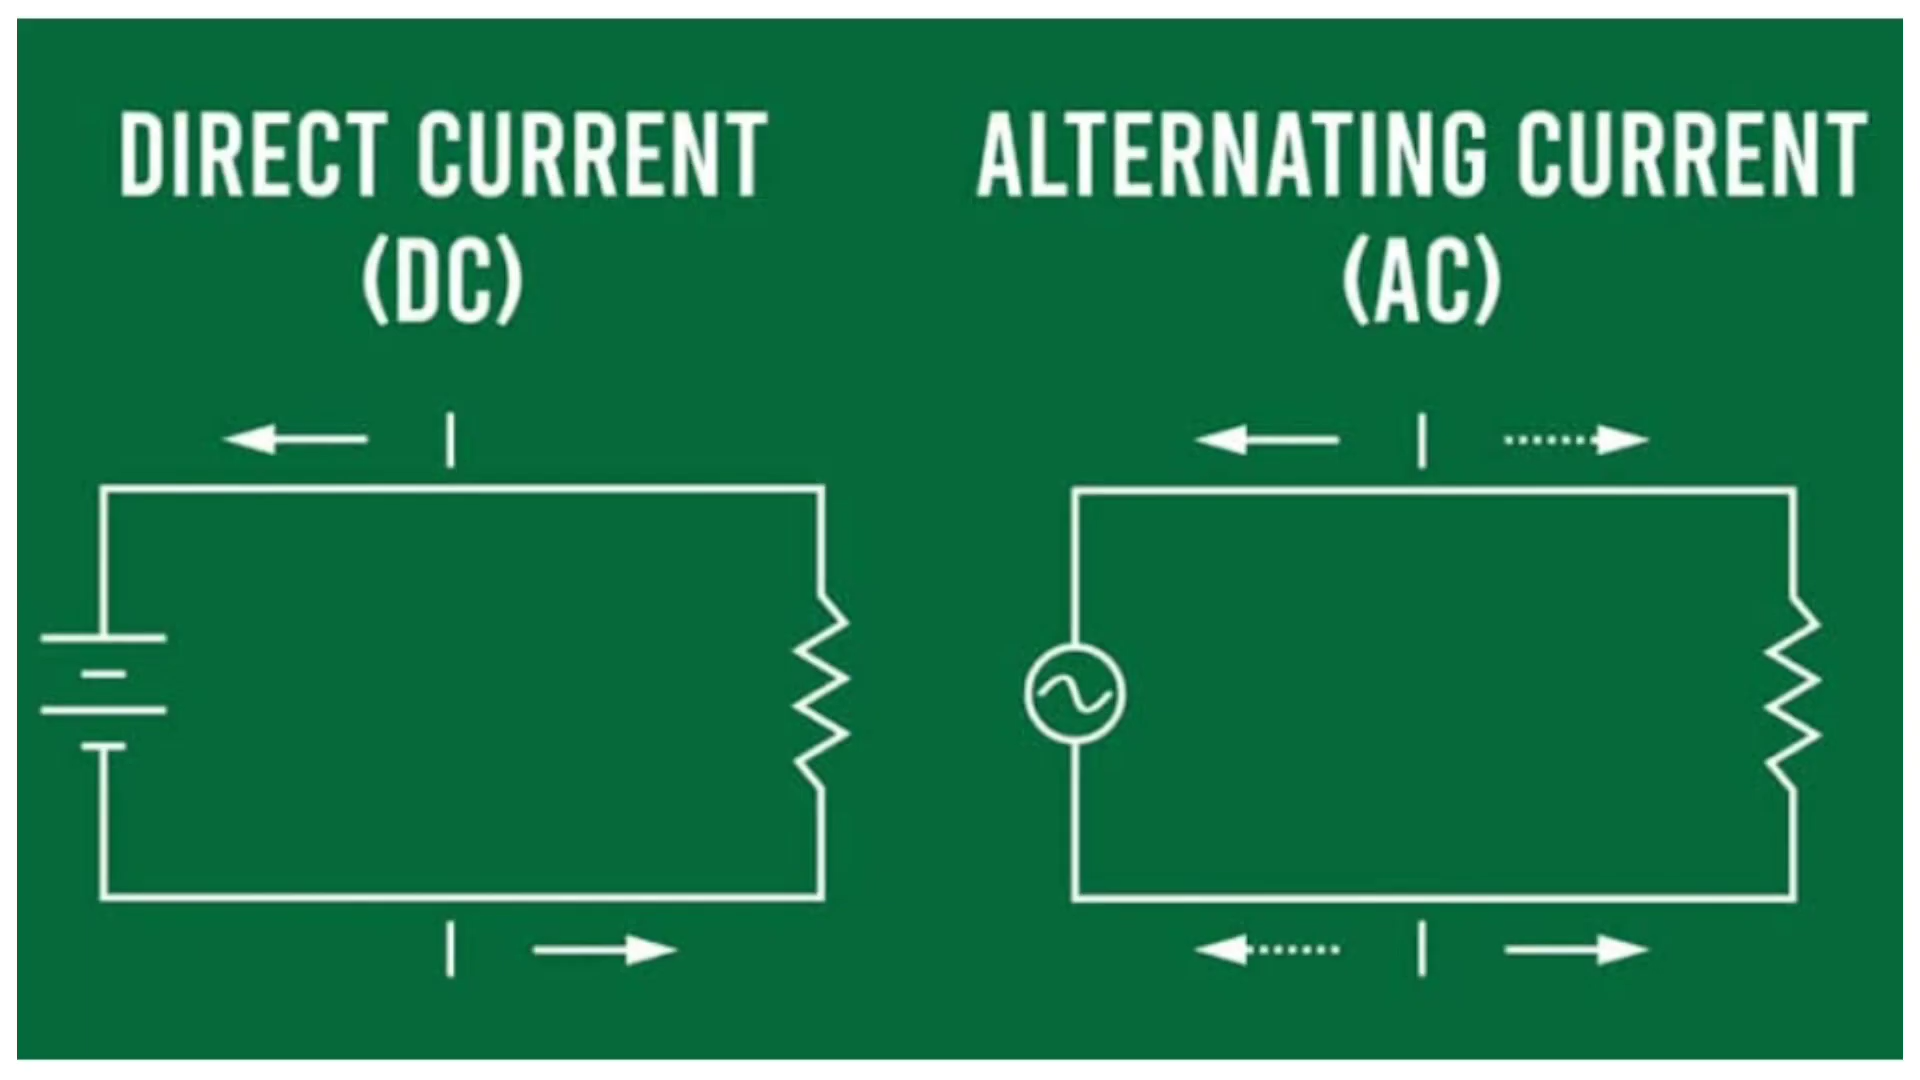 DIRECT CURRENT
(DC)
ALTERNATING CURRENT
(AC)
I
I
I
I